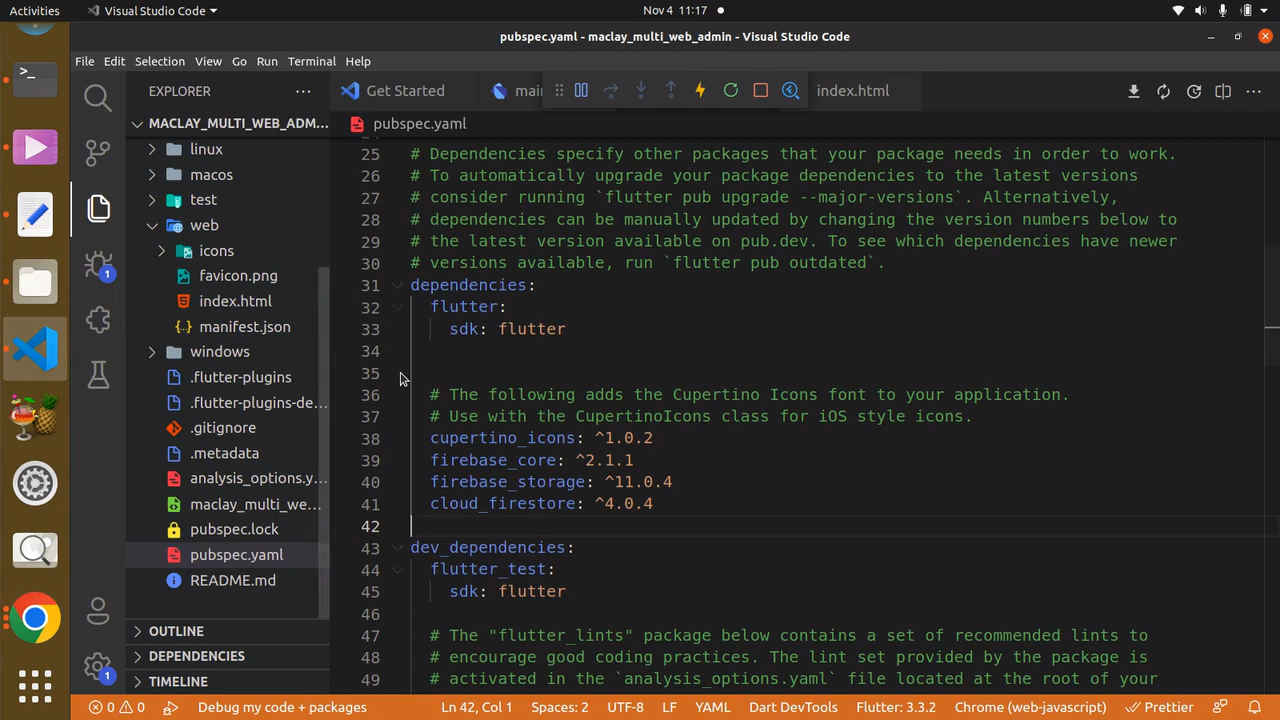 Activities
Visual Studio Code
Nov 4 11:17
pubspec.yaml - maclay_multi_web_admin - Visual Studio Code
File Edit Selection View Go Run Terminal Help
EXPLORER
Get Started
main
index.html
MACLAY_MULTI_WEB_ADM...
linux
macos
test
web
icons
favicon.png
index.html
manifest.json
windows
.flutter-plugins
.flutter-plugins-de...
.gitignore
.metadata
analysis_options.y...
maclay_multi_we...
pubspec.lock
pubspec.yaml
README.md
OUTLINE
DEPENDENCIES
TIMELINE
1
1
pubspec.yaml
25 # Dependencies specify other packages that your package needs in order to work.
26 # To automatically upgrade your package dependencies to the latest versions
27 # consider running `flutter pub upgrade --major-versions`. Alternatively,
28 # dependencies can be manually updated by changing the version numbers below to
29 # the latest version available on pub.dev. To see which dependencies have newer
30 # versions available, run `flutter pub outdated`.
31 dependencies:
32 flutter:
33 sdk: flutter
34
35
36 # The following adds the Cupertino Icons font to your application.
37 # Use with the CupertinoIcons class for iOS style icons.
38 cupertino_icons: ^1.0.2
39 firebase_core: ^2.1.1
40 firebase_storage: ^11.0.4
41 cloud_firestore: ^4.0.4
42
43 dev_dependencies:
44 flutter_test:
45 sdk: flutter
46
47 # The "flutter_lints" package below contains a set of recommended lints to
48 # encourage good coding practices. The lint set provided by the package is
49 # activated in the `analysis_options.yaml` file located at the root of your
0 0 Debug my code + packages Ln 42, Col 1 Spaces: 2 UTF-8 LF YAML Dart DevTools Flutter: 3.3.2 Chrome (web-javascript) Prettier